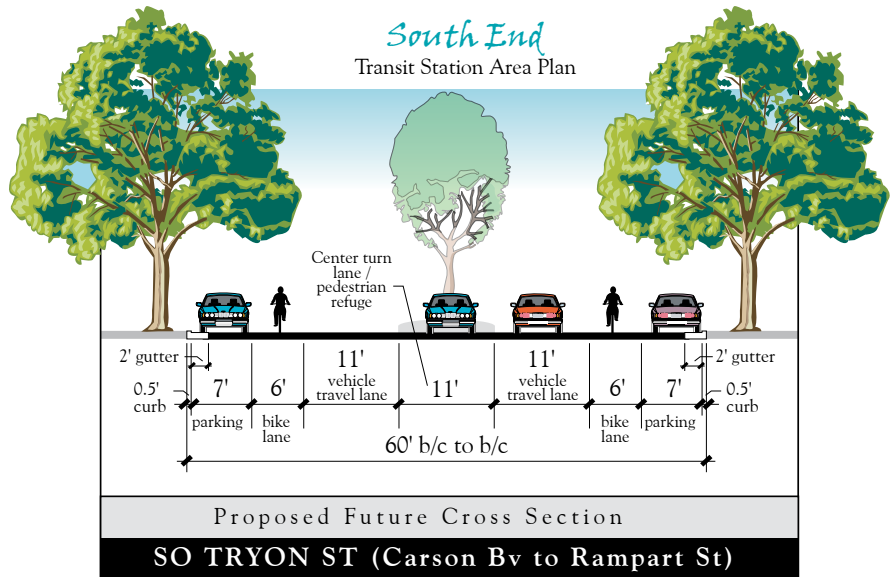 South End
Transit Station Area Plan
Center turn
lane /
pedestrian
refuge
2' gutter
2' gutter
0.5'
curb
7'
parking
6'
bike
lane
11'
vehicle
travel lane
11'
11'
vehicle
travel lane
6'
bike
lane
7'
parking
0.5'
curb
60' b/c to b/c
Proposed Future Cross Section
SO TRYON ST (Carson Bv to Rampart St)